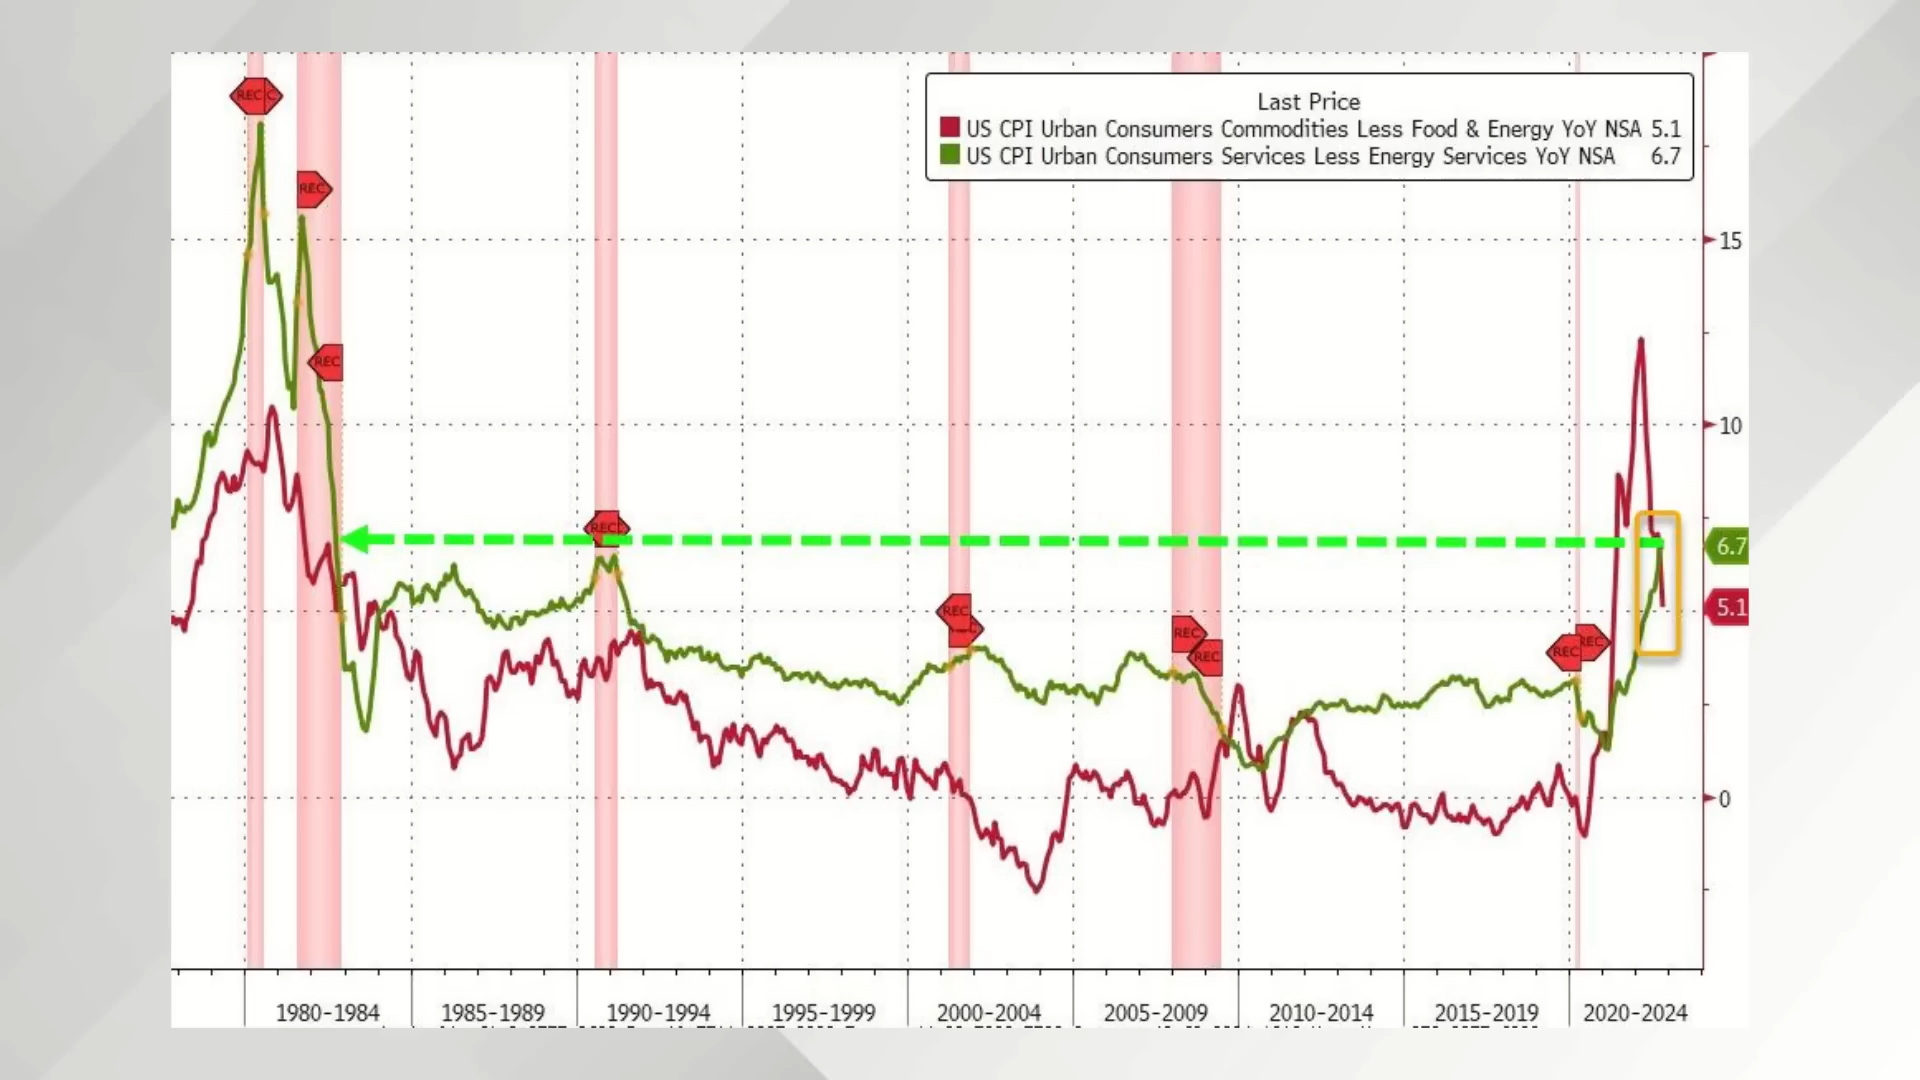 Last Price
US CPI Urban Consumers Commodities Less Food & Energy YoY NSA 5.1
US CPI Urban Consumers Services Less Energy Services YoY NSA 6.7
REC C
REC
REC
REC
REC
REC
REC
REC
REC
15
10
6.7
5.1
0
1980-1984 1985-1989 1990-1994 1995-1999 2000-2004 2005-2009 2010-2014 2015-2019 2020-2024